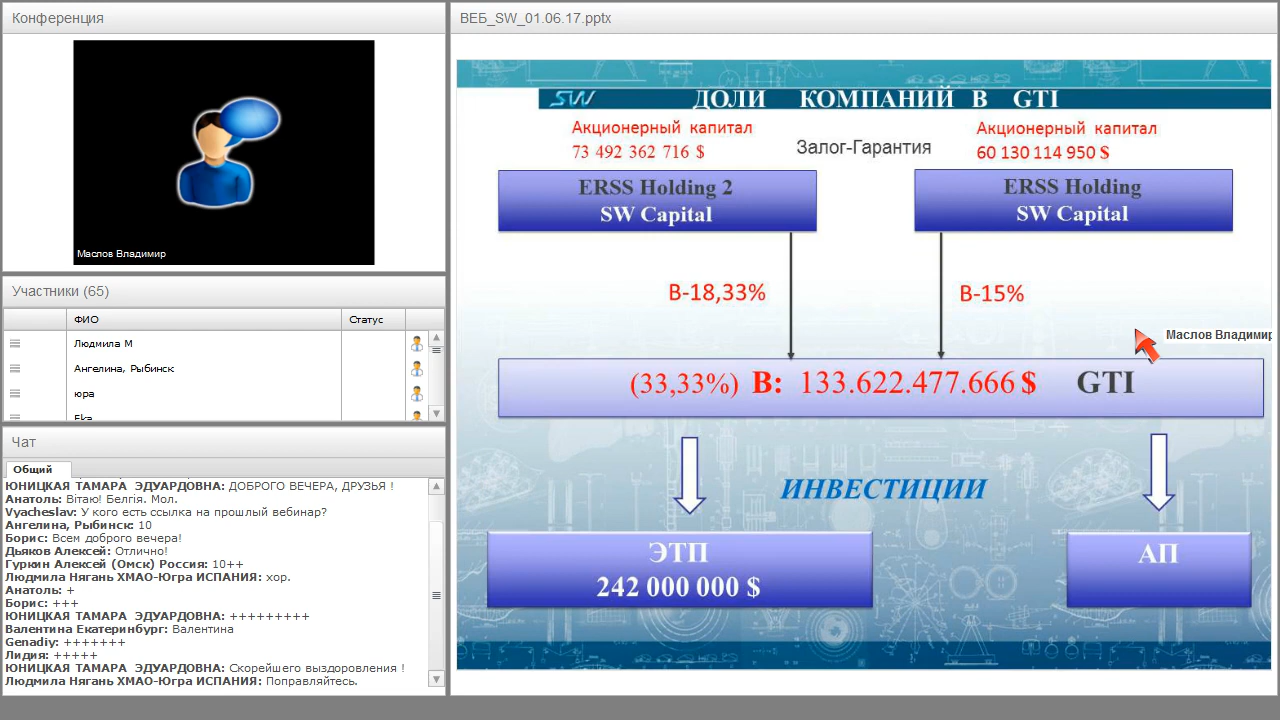 Конференция
Маслов Владимир
Участники (65)
ФИО
Статус
Людмила М
Ангелина, Рыбинск
юра
Eka
Чат
Общий
ЮНИЦКАЯ ТАМАРА ЭДУАРДОВНА: ДОБРОГО ВЕЧЕРА, ДРУЗЬЯ !
Анатоль: Вітаю! Белгія. Мол.
Vyacheslav: У кого есть ссылка на прошлый вебинар?
Ангелина, Рыбинск: 10
Борис: Всем доброго вечера!
Дьяков Алексей: Отлично!
Гуркин Алексей (Омск) Россия: 10++
Людмила Нягань ХМАО-Югра ИСПАНИЯ: хор.
Анатоль: +
Борис: +++
ЮНИЦКАЯ ТАМАРА ЭДУАРДОВНА: +++++++++
Валентина Екатеринбург: Валентина
Genadiy: +++++++
Лидия: +++++
ЮНИЦКАЯ ТАМАРА ЭДУАРДОВНА: Скорейшего выздоровления !
Людмила Нягань ХМАО-Югра ИСПАНИЯ: Поправляйтесь.
ВЕБ_SW_01.06.17.pptx
SW ДОЛИ КОМПАНИЙ В GTI
Акционерный капитал
73 492 362 716 $
Залог-Гарантия
Акционерный капитал
60 130 114 950 $
ERSS Holding 2
SW Capital
ERSS Holding
SW Capital
В-18,33%
В-15%
Маслов Владимир
(33,33%) В: 133.622.477.666 $ GTI
ИНВЕСТИЦИИ
ЭТП
242 000 000 $
АП